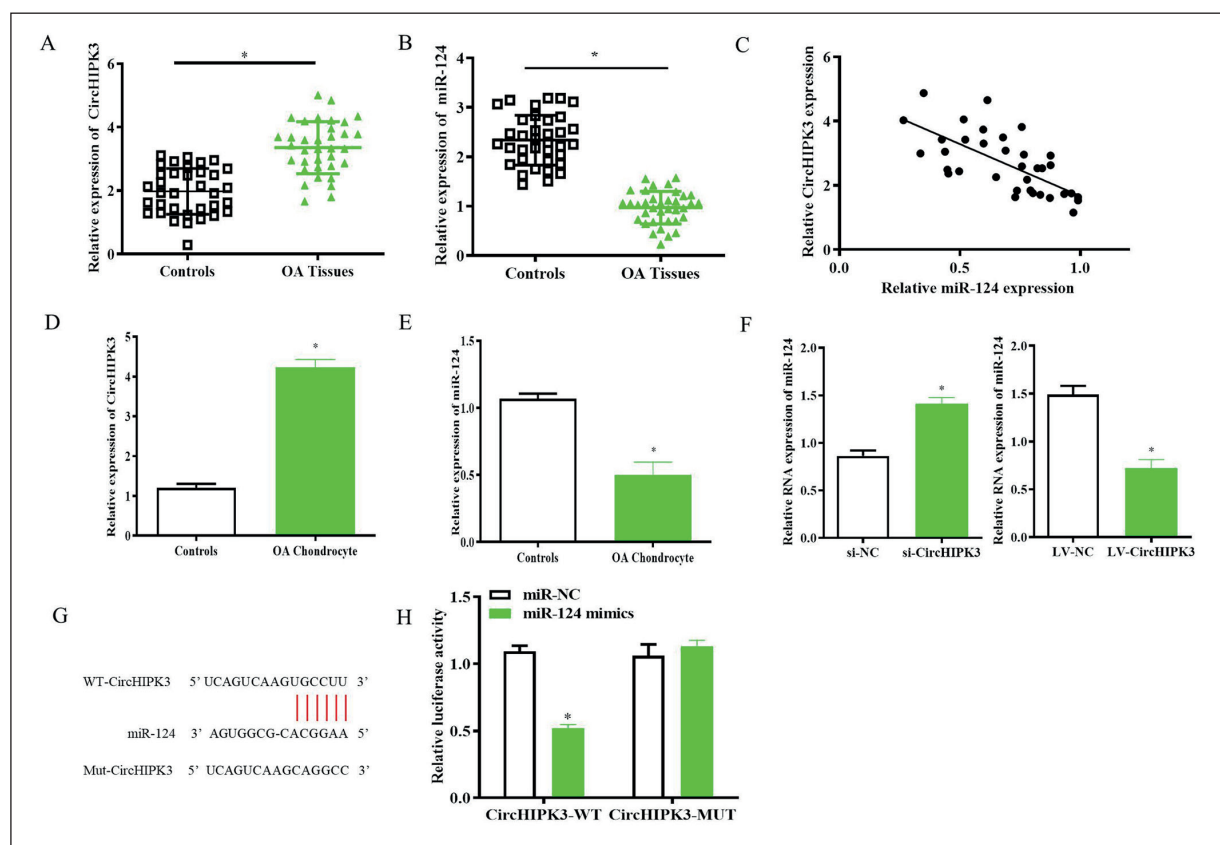 A
*
Relative expression of CircHIPK3
6
4
2
0
Controls
OA Tissues
B
*
Relative expression of miR-124
4
3
2
1
0
Controls
OA Tissues
C
Relative CircHIPK3 expression
6
4
2
0
0.0
0.5
1.0
Relative miR-124 expression
D
Relative expression of CircHIPK3
5
4
3
2
1
0
*
Controls
OA Chondrocyte
E
Relative expression of miR-124
1.5
1.0
0.5
0.0
*
Controls
OA Chondrocyte
F
Relative RNA expression of miR-124
2.0
1.5
1.0
0.5
0.0
*
si-NC
si-CircHIPK3
Relative RNA expression of miR-124
2.0
1.5
1.0
0.5
0.0
*
LV-NC
LV-CircHIPK3
G
WT-CircHIPK3 5’ UCAGUCAAGUGCCUU 3’
miR-124 3’ AGUGGCG-CACGGAA 5’
Mut-CircHIPK3 5’ UCAGUCAAGCAGGCC 3’
H
miR-NC
miR-124 mimics
Relative luciferase activity
1.5
1.0
0.5
0.0
*
CircHIPK3-WT
CircHIPK3-MUT